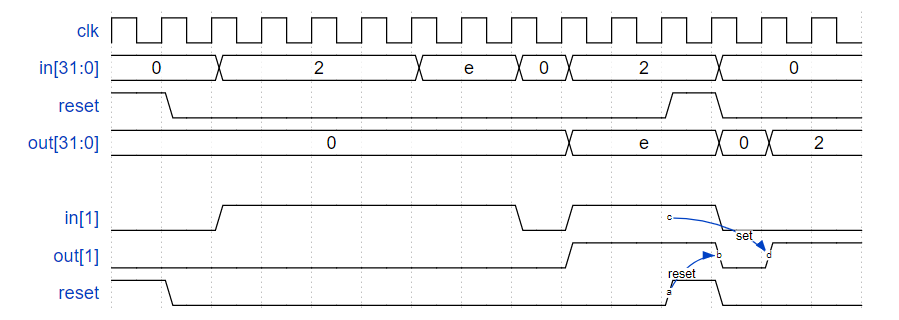 clk
in[31:0] 0 2 e 0 2 0
reset
out[31:0] 0 e 0 2
in[1] c
set
out[1] b d
reset
reset a